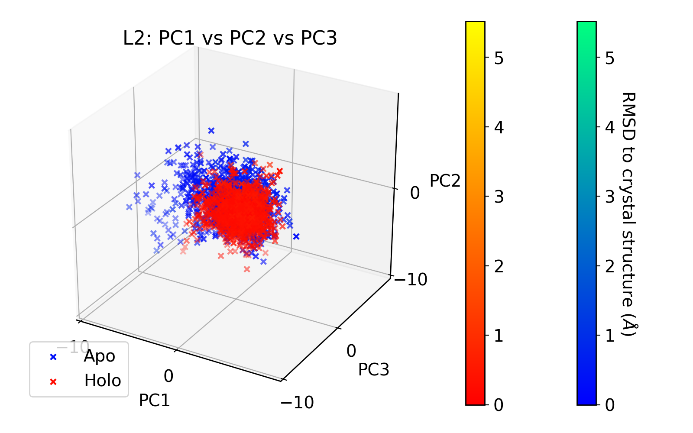 L2: PC1 vs PC2 vs PC3
PC2
0
−10
0
PC3
−10
0
−10
PC1
Apo
Holo
5
4
3
2
1
0
5
4
3
2
1
0
RMSD to crystal structure (Å)